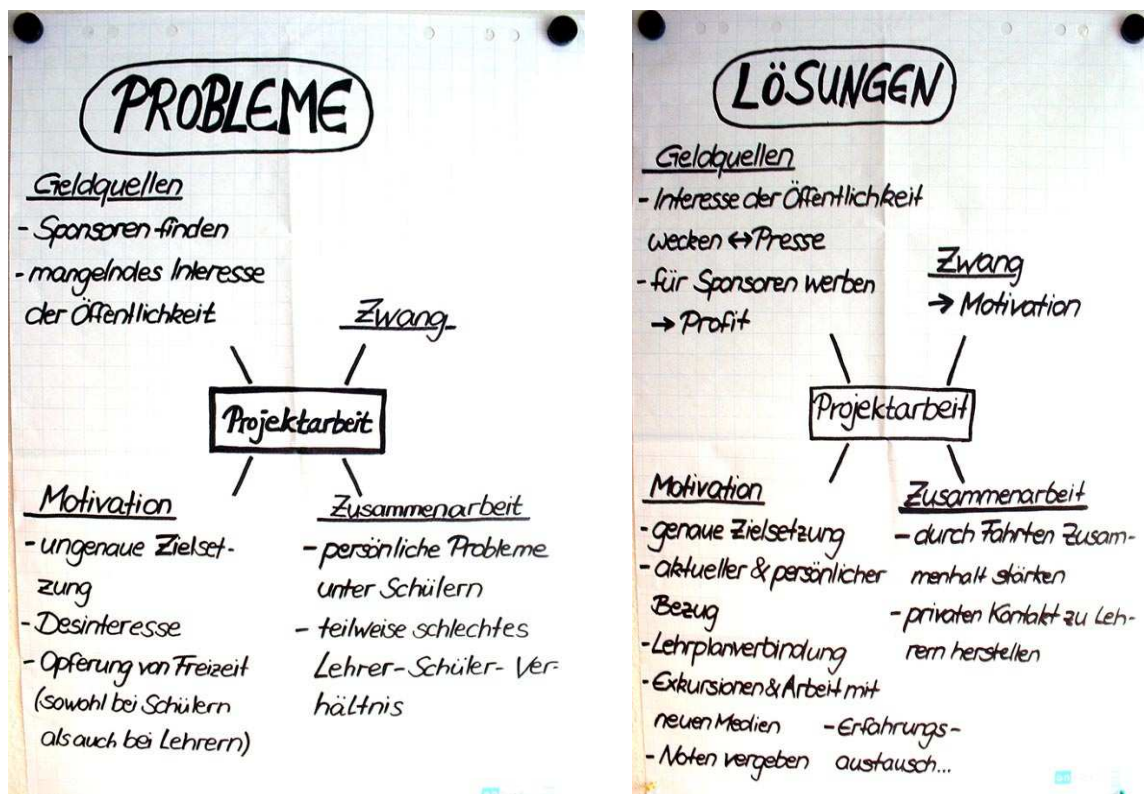 PROBLEME
Geldquellen
- Sponsoren finden
- mangelndes Interesse
der Öffentlichkeit
Zwang
Projektarbeit
Motivation
- ungenaue Zielset-
zung
- Desinteresse
- Opferung von Freizeit
(sowohl bei Schülern
als auch bei Lehrern)
Zusammenarbeit
- persönliche Probleme
unter Schülern
- teilweise schlechtes
Lehrer-Schüler-Ver-
hältnis
LÖSUNGEN
Geldquellen
- Interesse der Öffentlichkeit
wecken ↔ Presse
- für Sponsoren werben
→ Profit
Zwang
→ Motivation
Projektarbeit
Motivation
- genaue Zielsetzung
- aktueller & persönlicher
Bezug
- Lehrplanverbindung
- Exkursionen & Arbeit mit
neuen Medien
- Noten vergeben
- Erfahrungs-
austausch...
Zusammenarbeit
- durch Fahrten Zusam-
menhalt stärken
- privaten Kontakt zu Leh-
rern herstellen